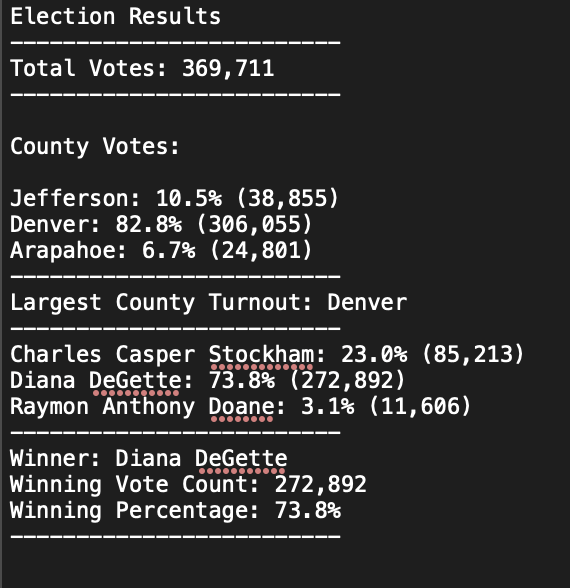 Election Results
-------------------------
Total Votes: 369,711
-------------------------
County Votes:
Jefferson: 10.5% (38,855)
Denver: 82.8% (306,055)
Arapahoe: 6.7% (24,801)
-------------------------
Largest County Turnout: Denver
-------------------------
Charles Casper Stockham: 23.0% (85,213)
Diana DeGette: 73.8% (272,892)
Raymon Anthony Doane: 3.1% (11,606)
-------------------------
Winner: Diana DeGette
Winning Vote Count: 272,892
Winning Percentage: 73.8%
-------------------------